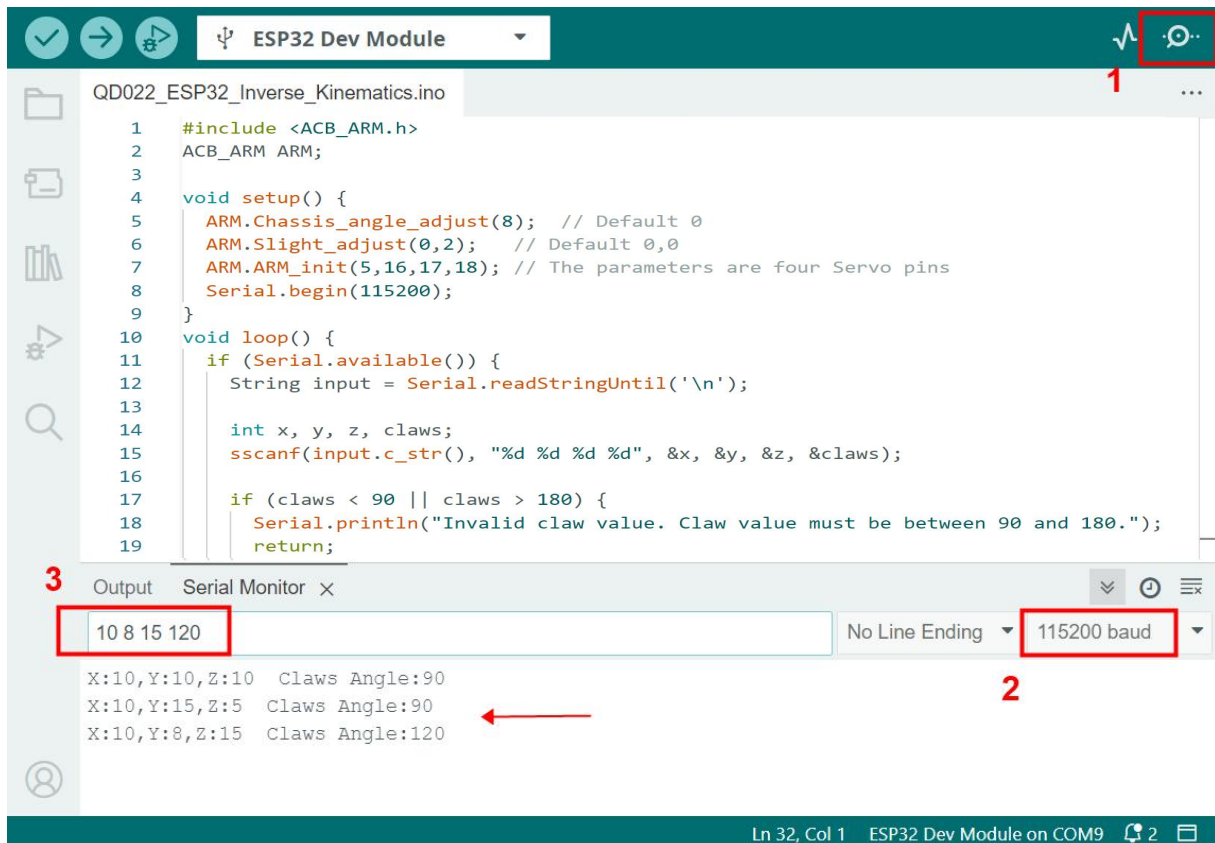 ESP32 Dev Module
1
QD022_ESP32_Inverse_Kinematics.ino
1 #include <ACB_ARM.h>
2 ACB_ARM ARM;
3
4 void setup() {
5 ARM.Chassis_angle_adjust(8); // Default 0
6 ARM.Slight_adjust(0,2); // Default 0,0
7 ARM.ARM_init(5,16,17,18); // The parameters are four Servo pins
8 Serial.begin(115200);
9 }
10 void loop() {
11 if (Serial.available()) {
12 String input = Serial.readStringUntil('\n');
13
14 int x, y, z, claws;
15 sscanf(input.c_str(), "%d %d %d %d", &x, &y, &z, &claws);
16
17 if (claws < 90 || claws > 180) {
18 Serial.println("Invalid claw value. Claw value must be between 90 and 180.");
19 return;
3 Output Serial Monitor ×
10 8 15 120 No Line Ending 115200 baud
X:10,Y:10,Z:10 Claws Angle:90
2
X:10,Y:15,Z:5 Claws Angle:90
X:10,Y:8,Z:15 Claws Angle:120
Ln 32, Col 1 ESP32 Dev Module on COM9 2